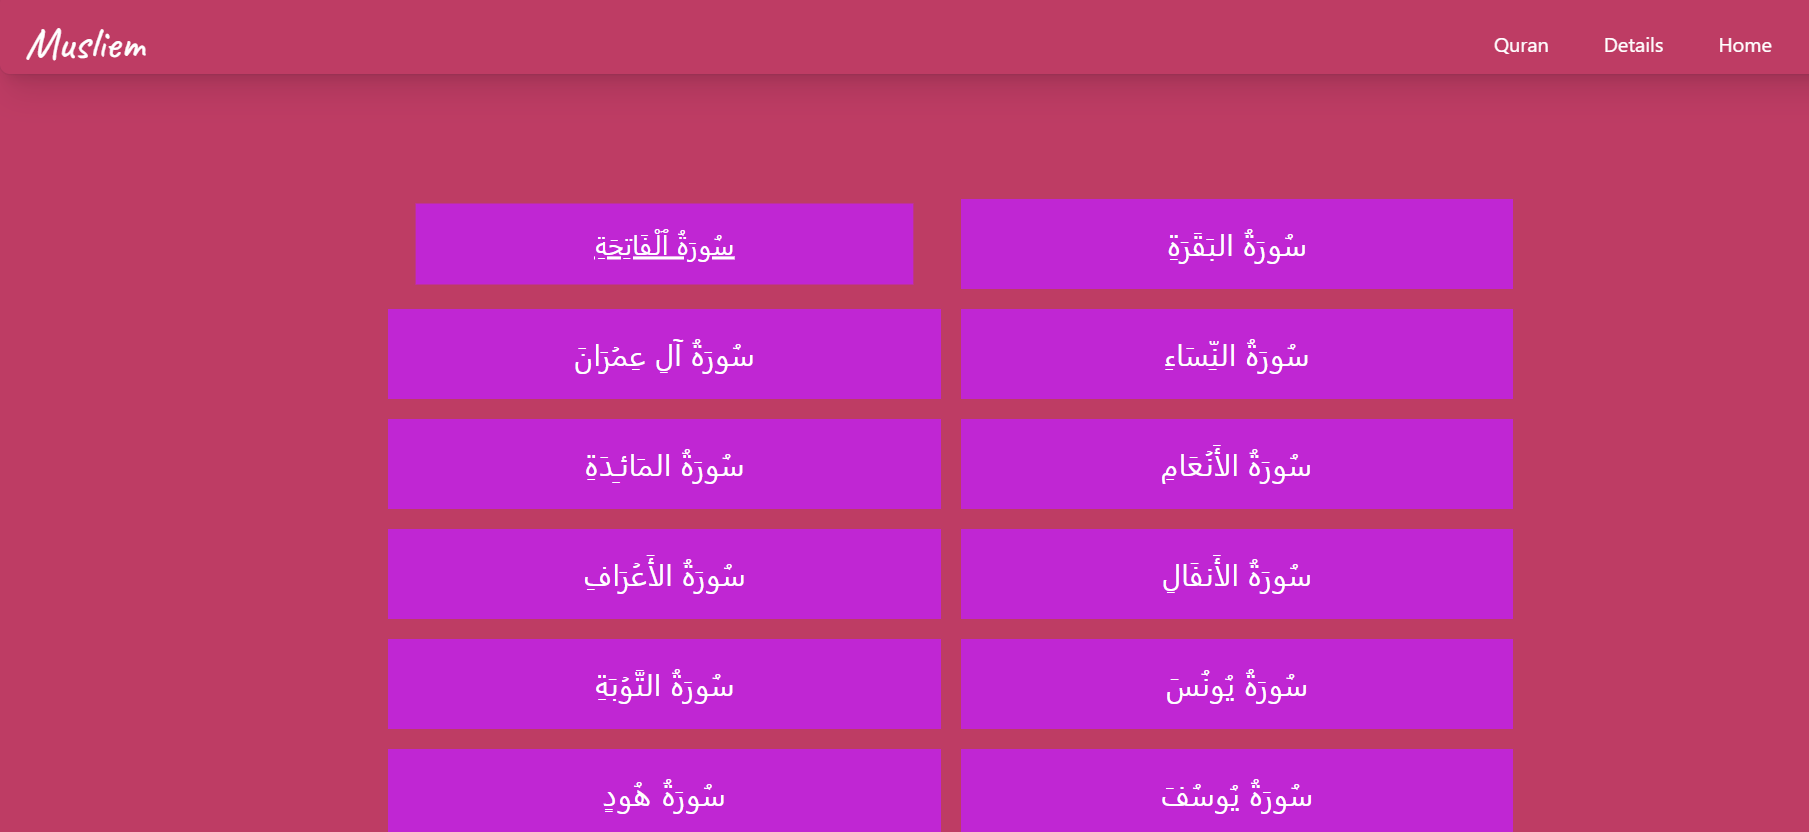 Musliem
Quran
Details
Home
سُورَةُ ٱلْفَاتِحَةِ
سُورَةُ البَقَرَةِ
سُورَةُ آلِ عِمۡرَانَ
سُورَةُ النِّسَاءِ
سُورَةُ المَائـِدَةِ
سُورَةُ الأَنۡعَامِ
سُورَةُ الأَعۡرَافِ
سُورَةُ الأَنفَالِ
سُورَةُ التَّوۡبَةِ
سُورَةُ يُونُسَ
سُورَةُ هُودٍ
سُورَةُ يُوسُفَ